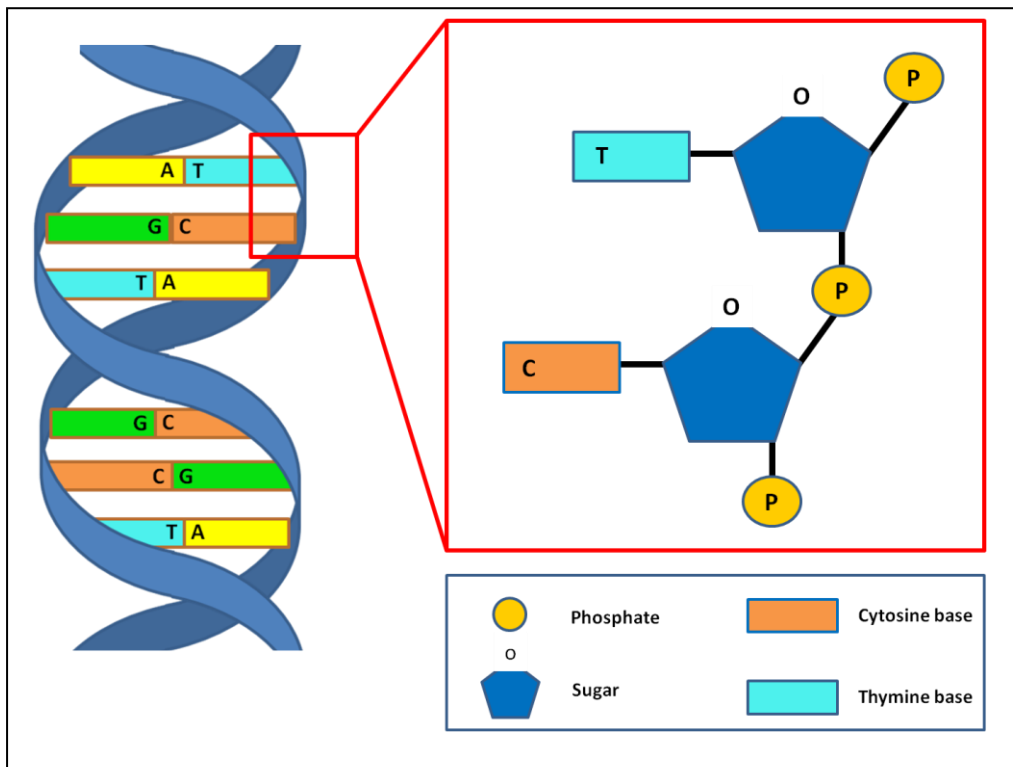 A T
G C
T A
G C
C G
T A
P
O
T
P
O
C
P
Phosphate
Cytosine base
O
Sugar
Thymine base